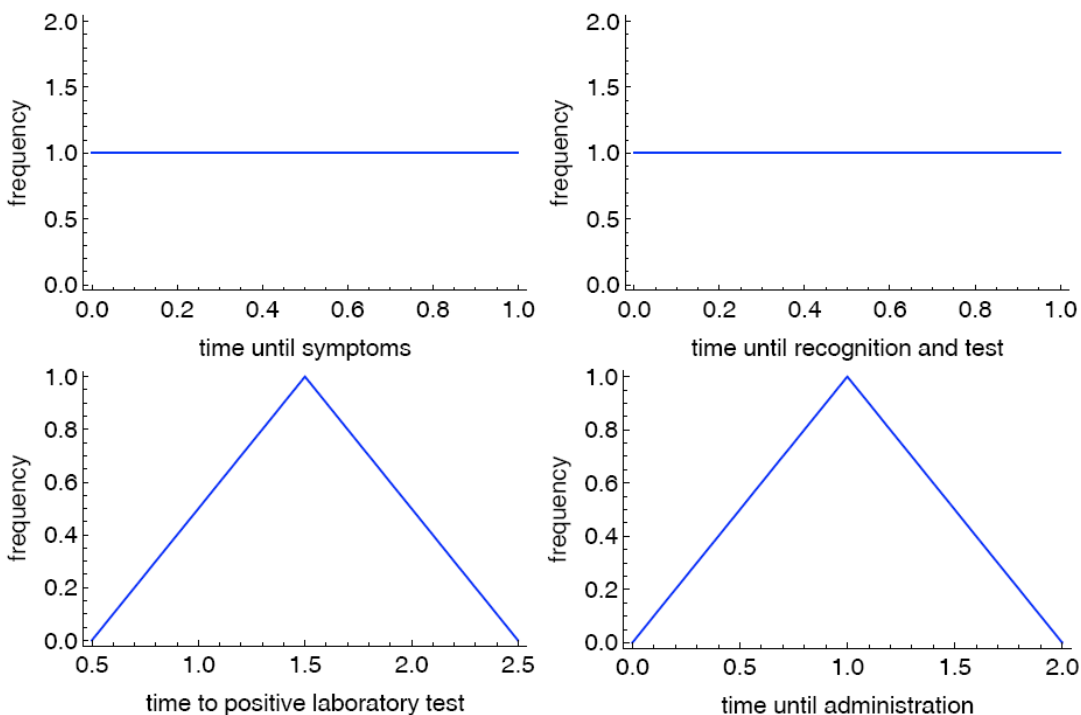 2.0
1.5
1.0
0.5
0.0
frequency
0.0 0.2 0.4 0.6 0.8 1.0
time until symptoms
2.0
1.5
1.0
0.5
0.0
frequency
0.0 0.2 0.4 0.6 0.8 1.0
time until recognition and test
1.0
0.8
0.6
0.4
0.2
0.0
frequency
0.5 1.0 1.5 2.0 2.5
time to positive laboratory test
1.0
0.8
0.6
0.4
0.2
0.0
frequency
0.0 0.5 1.0 1.5 2.0
time until administration